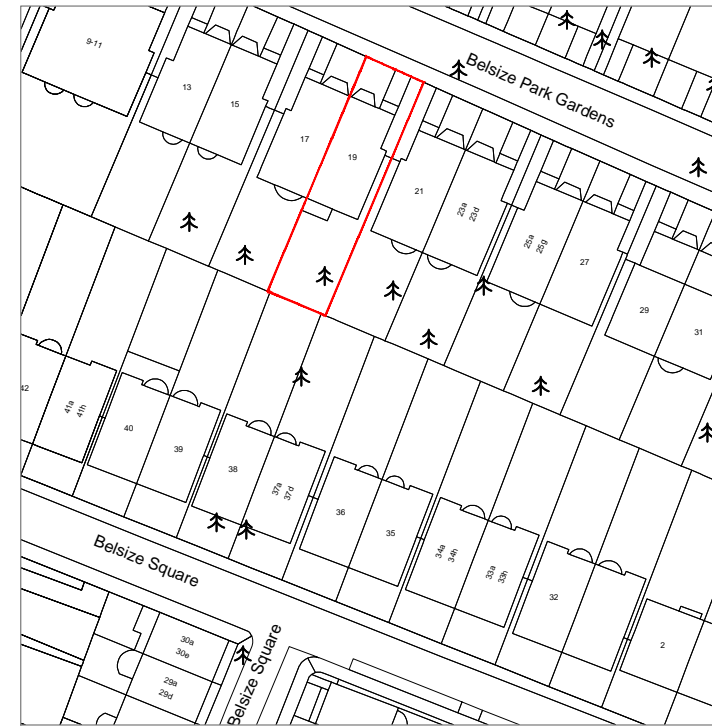 9-11
13
15
17
19
Belsize Park Gardens
21
23a
23d
25a
25g
27
29
31
42
41a
41h
40
39
38
37a
37d
36
35
34a
34h
33a
33h
32
2
Belsize Square
30a
30e
29a
29d
Belsize Square